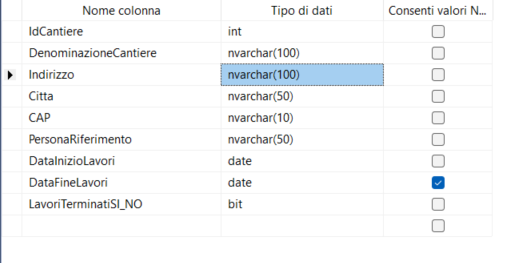 Nome colonna Tipo di dati Consenti valori N...
IdCantiere int
DenominazioneCantiere nvarchar(100)
Indirizzo nvarchar(100)
Citta nvarchar(50)
CAP nvarchar(10)
PersonaRiferimento nvarchar(50)
DataInizioLavori date
DataFineLavori date
LavoriTerminatiSI_NO bit